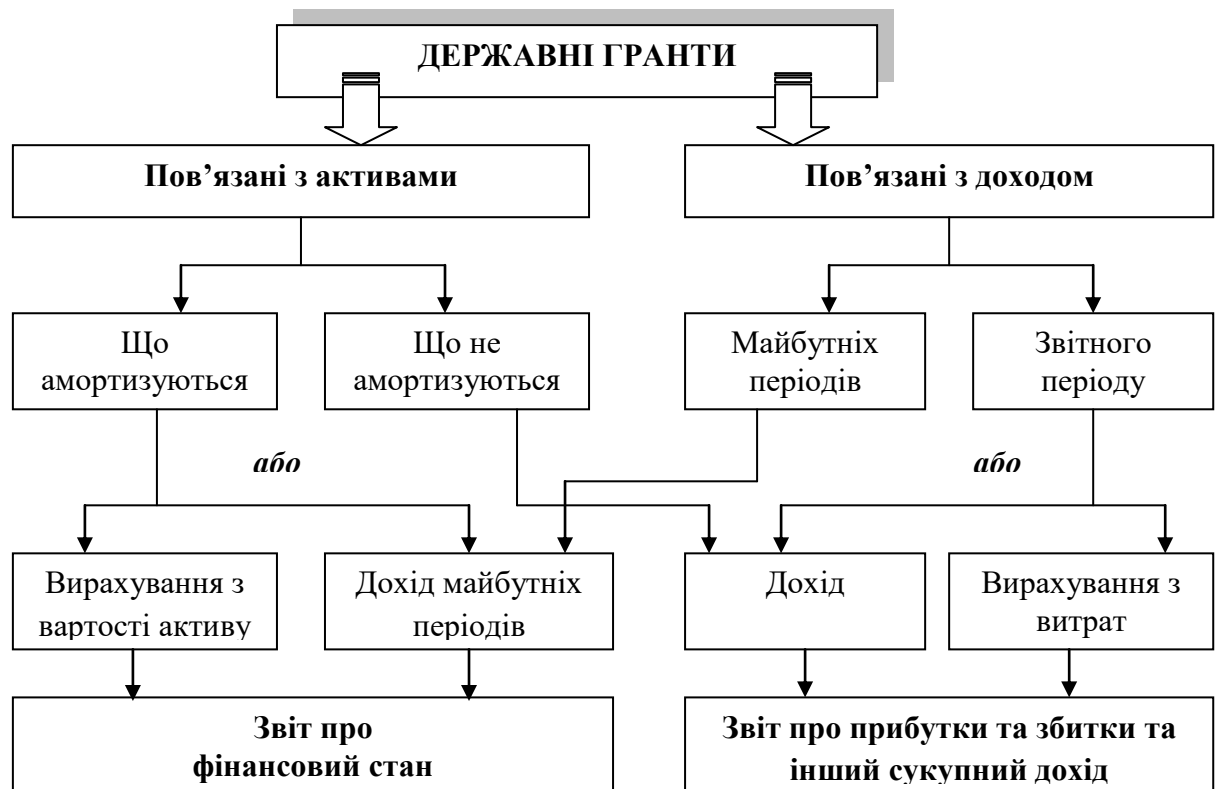 ДЕРЖАВНІ ГРАНТИ
Пов’язані з активами
Пов’язані з доходом
Що
амортизуються
Що не
амортизуються
Майбутніх
періодів
Звітного
періоду
або
або
Вирахування з
вартості активу
Дохід майбутніх
періодів
Дохід
Вирахування з
витрат
Звіт про
фінансовий стан
Звіт про прибутки та збитки та
інший сукупний дохід